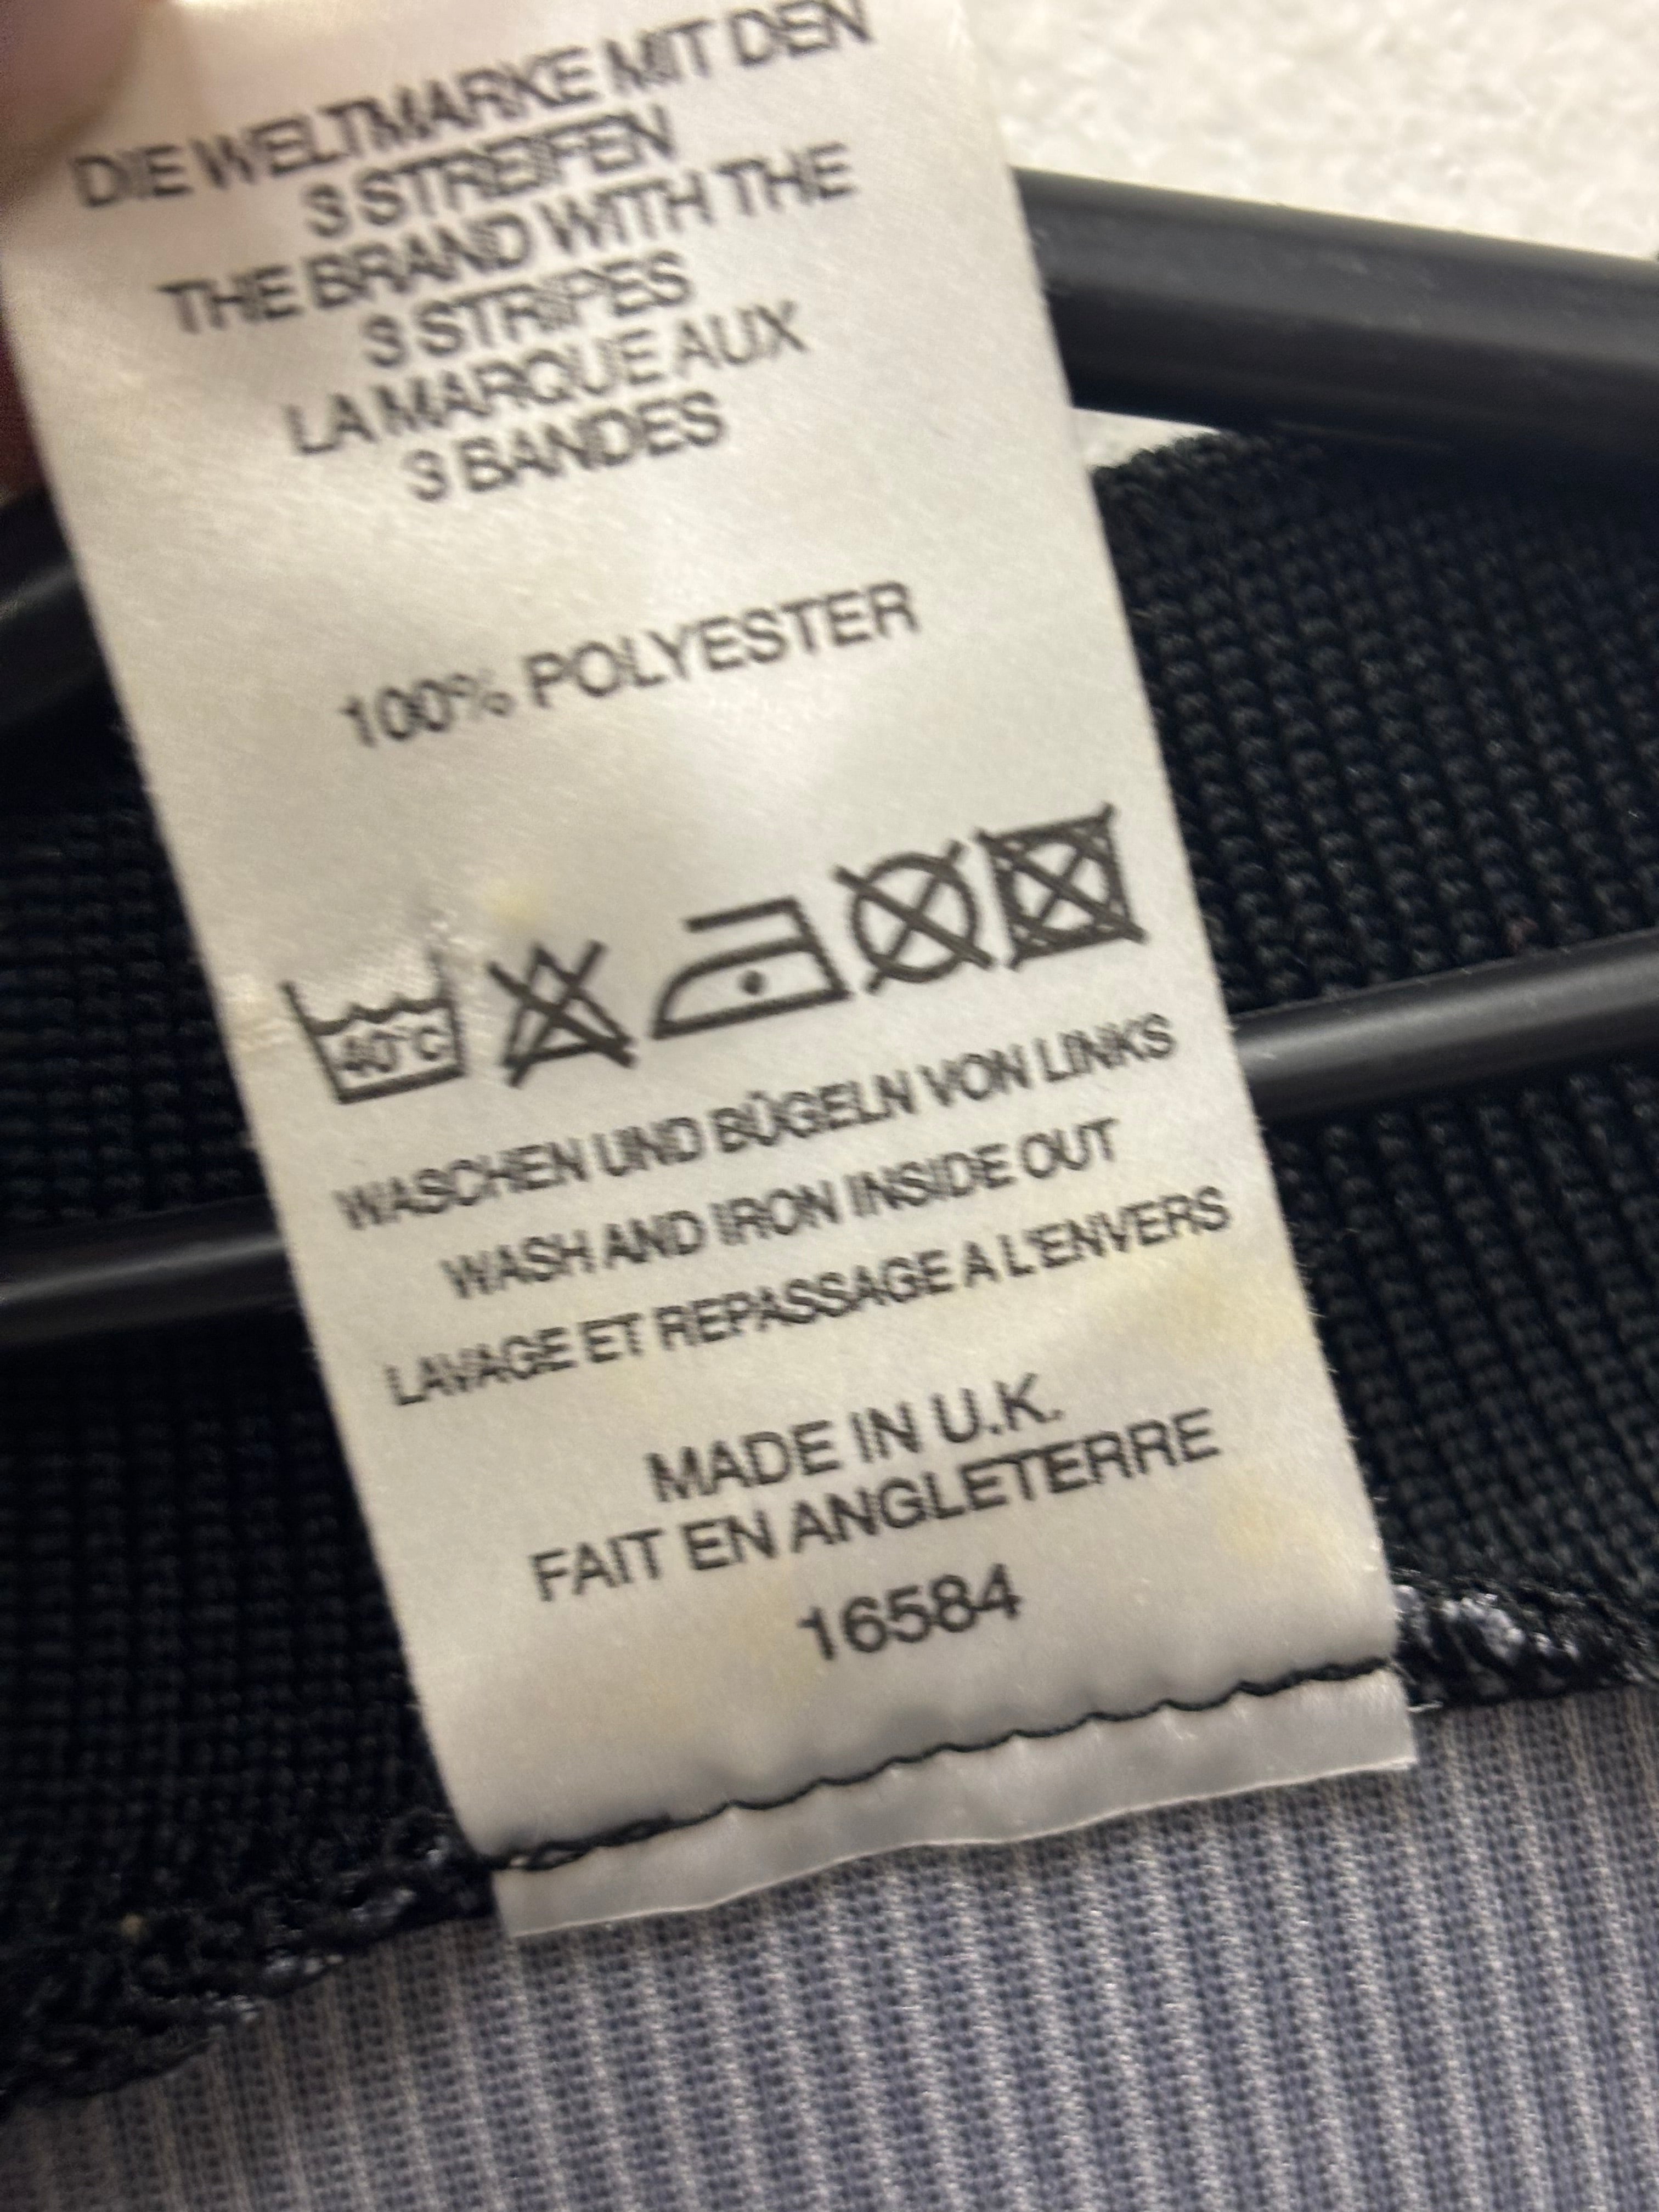 DIE WELTMARKE MIT DEN
3 STREIFEN
THE BRAND WITH THE
3 STRIPES
LA MARQUE AUX
3 BANDES
100% POLYESTER
40°C
WASCHEN UND BÜGELN VON LINKS
WASH AND IRON INSIDE OUT
LAVAGE ET REPASSAGE A L'ENVERS
MADE IN U.K.
FAIT EN ANGLETERRE
16584